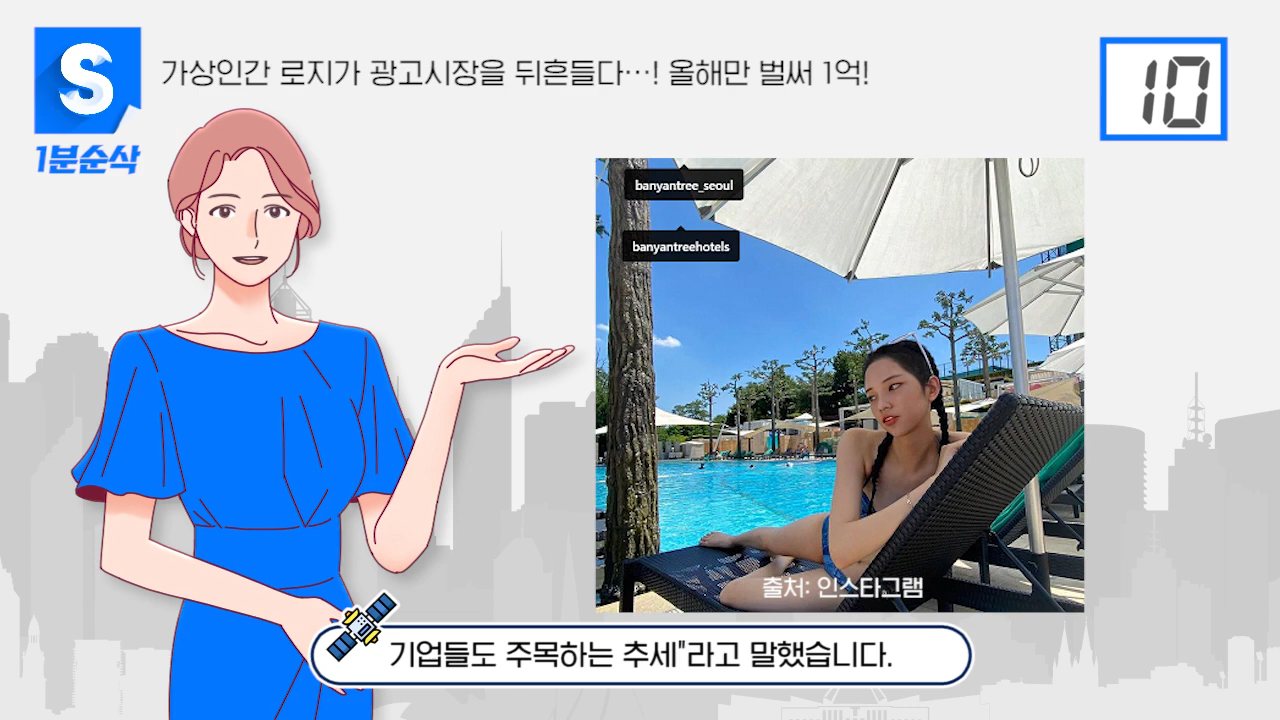 S
1분순삭
가상인간 로지가 광고시장을 뒤흔들다…! 올해만 벌써 1억!
10
banyantree_seoul
banyantreehotels
출처: 인스타그램
기업들도 주목하는 추세"라고 말했습니다.